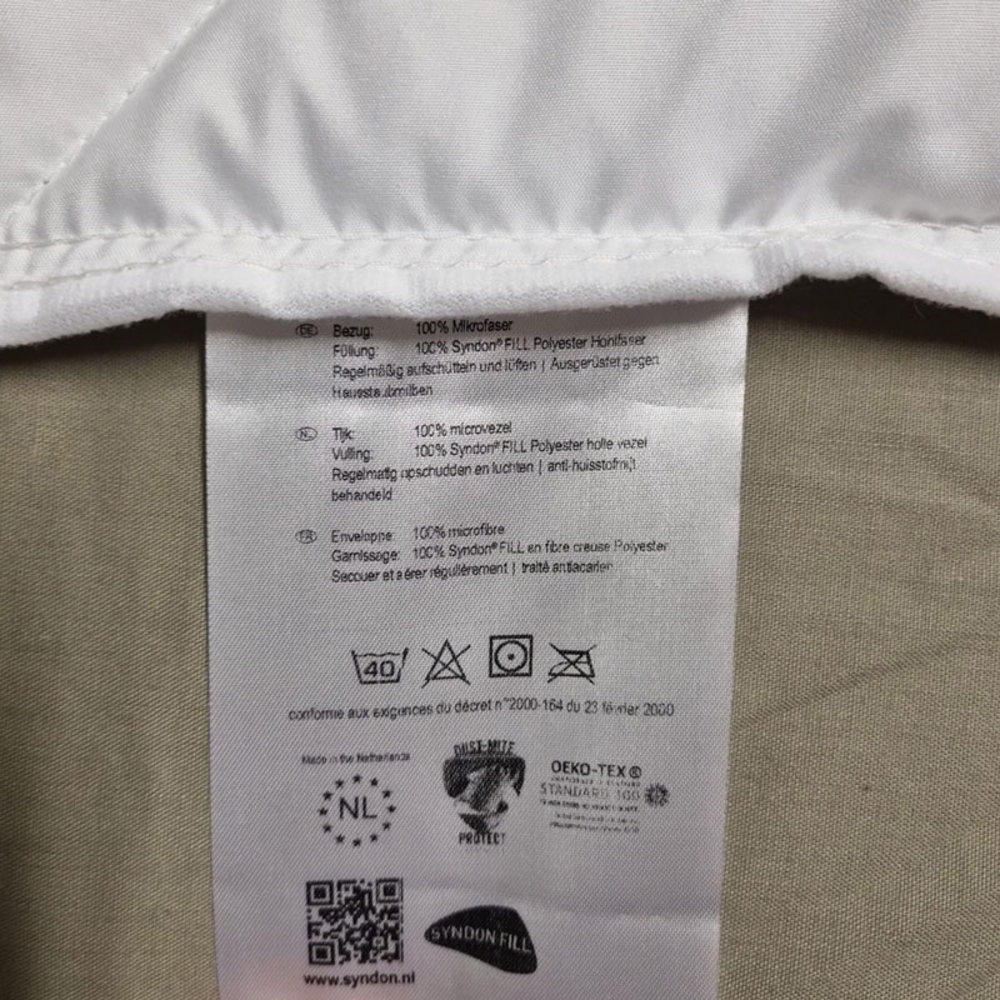 DE Bezug: 100% Mikrofaser
Füllung: 100% Syndon® FILL Polyester Hohlfaser
Regelmäßig aufschütteln und lüften | Ausgerüstet gegen
Hausstaubmilben
NL Tijk: 100% microvezel
Vulling: 100% Syndon® FILL Polyester holle vezel
Regelmatig opschudden en luchten | anti-huisstofmijt
behandeld
FR Enveloppe: 100% microfibre
Garnissage: 100% Syndon® FILL en fibre creuse Polyester
Secouer et aérer régulièrement | traité antiacarien
40
conforme aux exigences du décret n°2000-164 du 23 février 2000
Made in the Netherlands
NL
DUST-MITE
PROTECT
OEKO-TEX ®
STANDARD 100
SYNDON FILL
www.syndon.nl